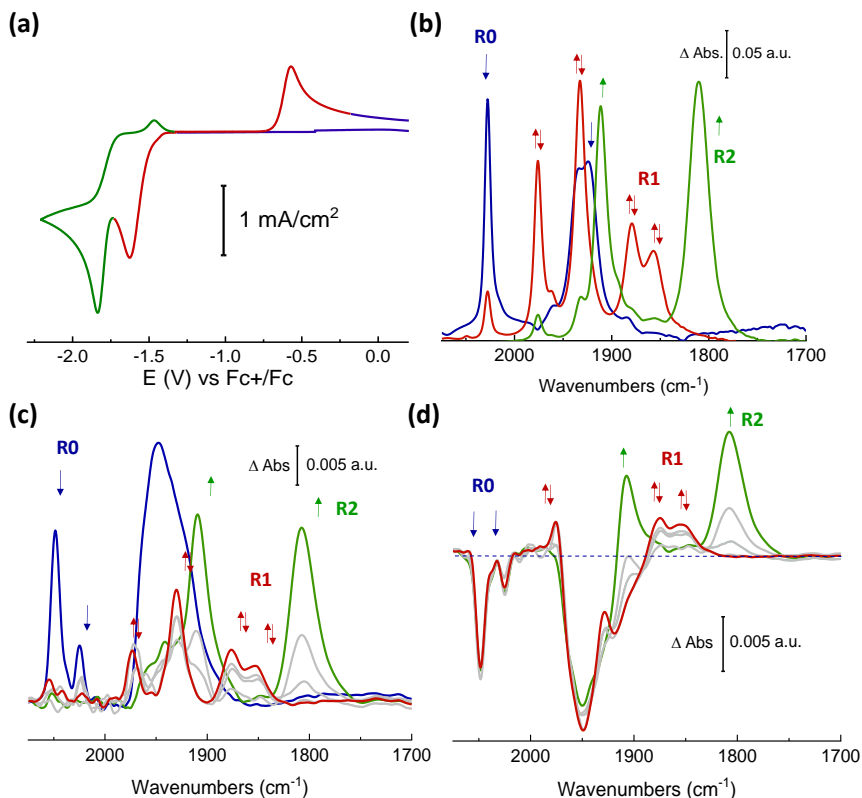 (a)
1 mA/cm²
-2.0 -1.5 -1.0 -0.5 0.0
E (V) vs Fc+/Fc
(b)
R0
Δ Abs. 0.05 a.u.
R1
R2
2000 1900 1800 1700
Wavenumbers (cm-¹)
(c)
R0
Δ Abs 0.005 a.u.
R2
R1
2000 1900 1800 1700
Wavenumbers (cm⁻¹)
(d)
R2
R1
R0
Δ Abs 0.005 a.u.
2000 1900 1800 1700
Wavenumbers (cm⁻¹)